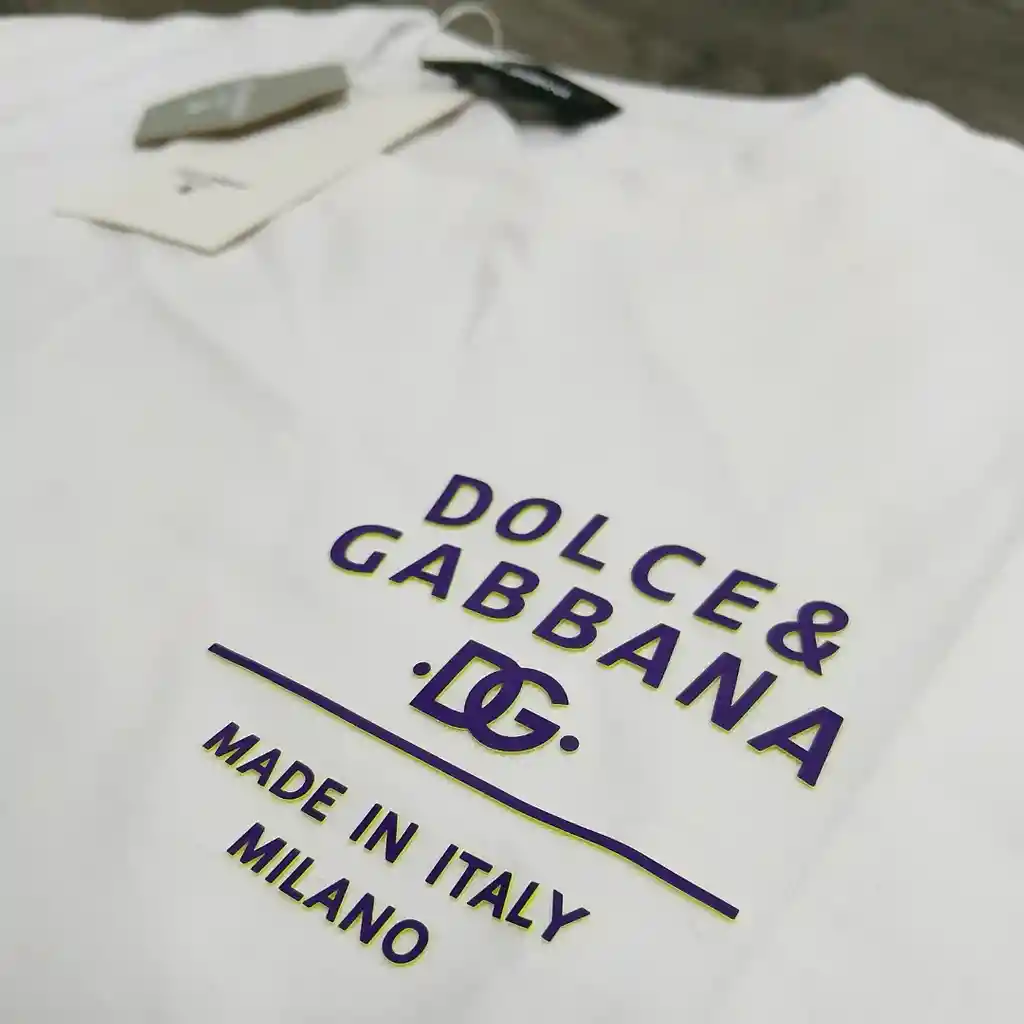 DOLCE&
GABBANA
DG
MADE IN ITALY
MILANO